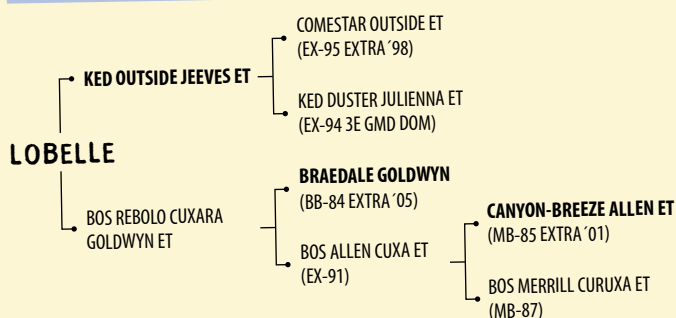 COMESTAR OUTSIDE ET
(EX-95 EXTRA´98)
KED OUTSIDE JEEVES ET
KED DUSTER JULIENNA ET
(EX-94 3E GMD DOM)
LOBELLE
BRAEDALE GOLDWYN
(BB-84 EXTRA´05)
BOS REBOLO CUXARA
GOLDWYN ET
BOS ALLEN CUXA ET
(EX-91)
CANYON-BREEZE ALLEN ET
(MB-85 EXTRA´01)
BOS MERRILL CURUXA ET
(MB-87)